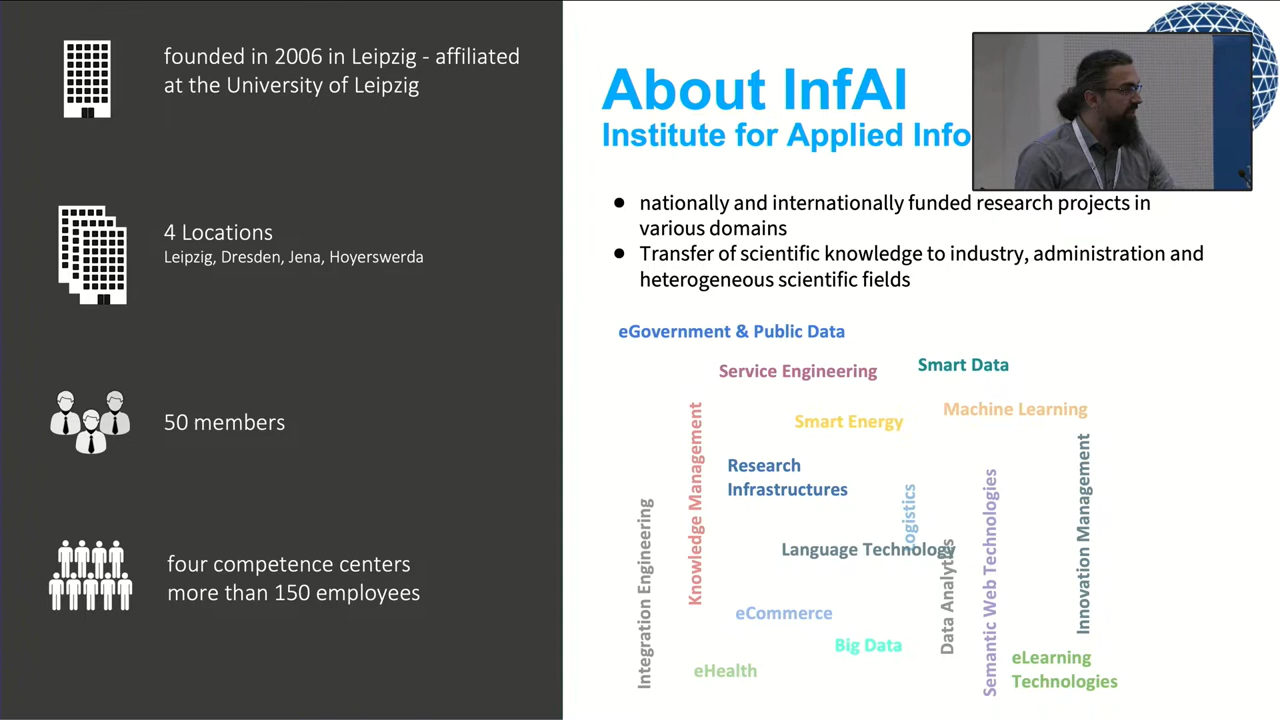 founded in 2006 in Leipzig - affiliated
at the University of Leipzig
4 Locations
Leipzig, Dresden, Jena, Hoyerswerda
50 members
four competence centers
more than 150 employees
About InfAI
Institute for Applied Info
● nationally and internationally funded research projects in
various domains
● Transfer of scientific knowledge to industry, administration and
heterogeneous scientific fields
eGovernment & Public Data
Service Engineering
Smart Data
Machine Learning
Smart Energy
Knowledge Management
Research
Infrastructures
Innovation Management
Logistics
Semantic Web Technologies
Integration Engineering
Language Technology
Data Analytics
eCommerce
Big Data
eHealth
eLearning
Technologies